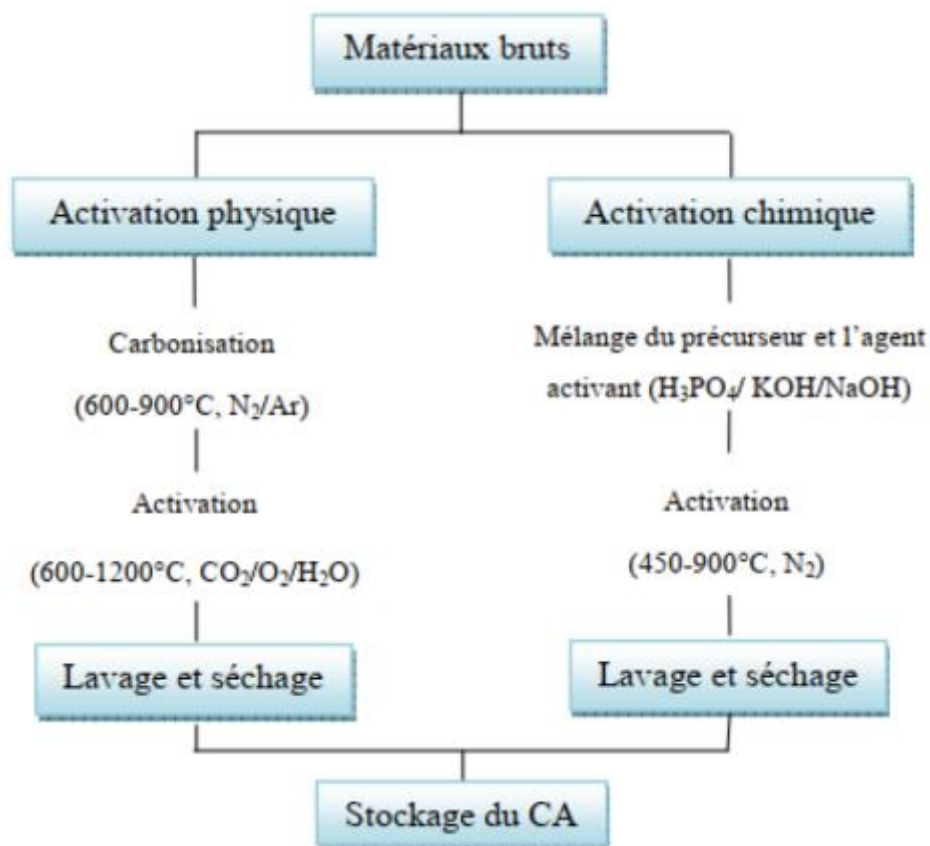 Matériaux bruts
Activation physique
Carbonisation
(600-900°C, N₂/Ar)
Activation
(600-1200°C, CO₂/O₂/H₂O)
Lavage et séchage
Activation chimique
Mélange du précurseur et l’agent
activant (H₃PO₄/ KOH/NaOH)
Activation
(450-900°C, N₂)
Lavage et séchage
Stockage du CA